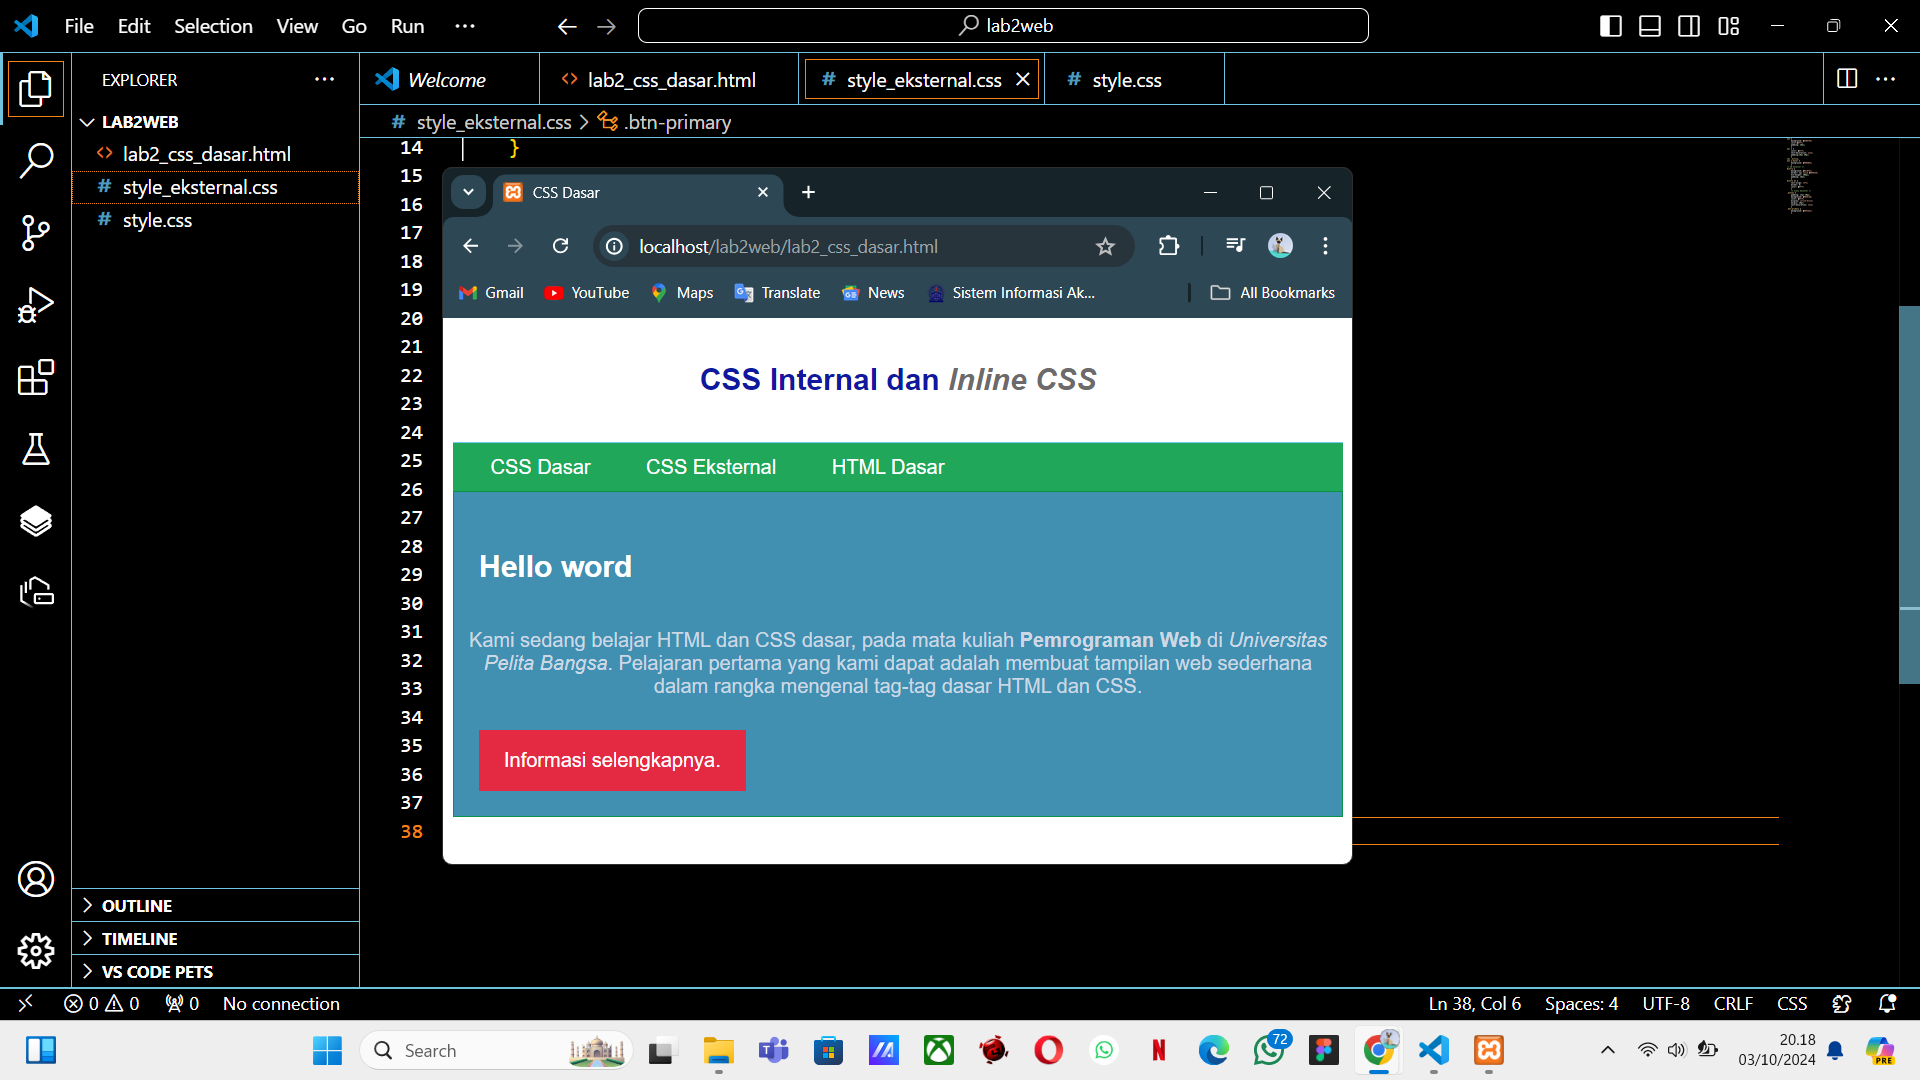 File Edit Selection View Go Run ··· lab2web
EXPLORER ···
Welcome <> lab2_css_dasar.html # style_eksternal.css # style.css ···
LAB2WEB
<> lab2_css_dasar.html
# style_eksternal.css
# style.css
# style_eksternal.css > .btn-primary
14 }
15
16
17
18
19
20
21
22
23
24
25
26
27
28
29
30
31
32
33
34
35
36
37
38
CSS Dasar
localhost/lab2web/lab2_css_dasar.html
Gmail YouTube Maps Translate News Sistem Informasi Ak... All Bookmarks
CSS Internal dan Inline CSS
CSS Dasar CSS Eksternal HTML Dasar
Hello word
Kami sedang belajar HTML dan CSS dasar, pada mata kuliah Pemrograman Web di Universitas
Pelita Bangsa. Pelajaran pertama yang kami dapat adalah membuat tampilan web sederhana
dalam rangka mengenal tag-tag dasar HTML dan CSS.
Informasi selengkapnya.
OUTLINE
TIMELINE
VS CODE PETS
0 0 0 No connection Ln 38, Col 6 Spaces: 4 UTF-8 CRLF CSS
Search 72 20.18
03/10/2024 PRE